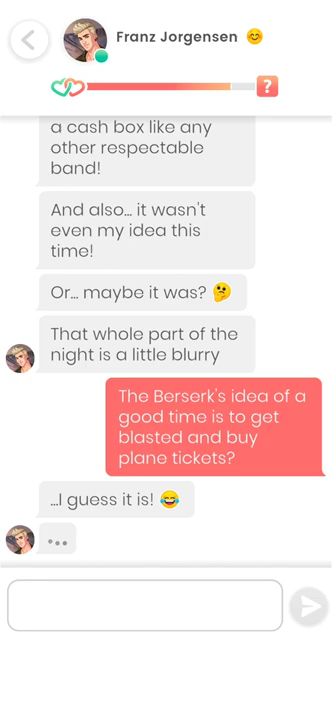 Franz Jorgensen 😊
?
a cash box like any
other respectable
band!
And also... it wasn't
even my idea this
time!
Or... maybe it was? 🤔
That whole part of the
night is a little blurry
The Berserk's idea of a
good time is to get
blasted and buy
plane tickets?
...I guess it is! 😂